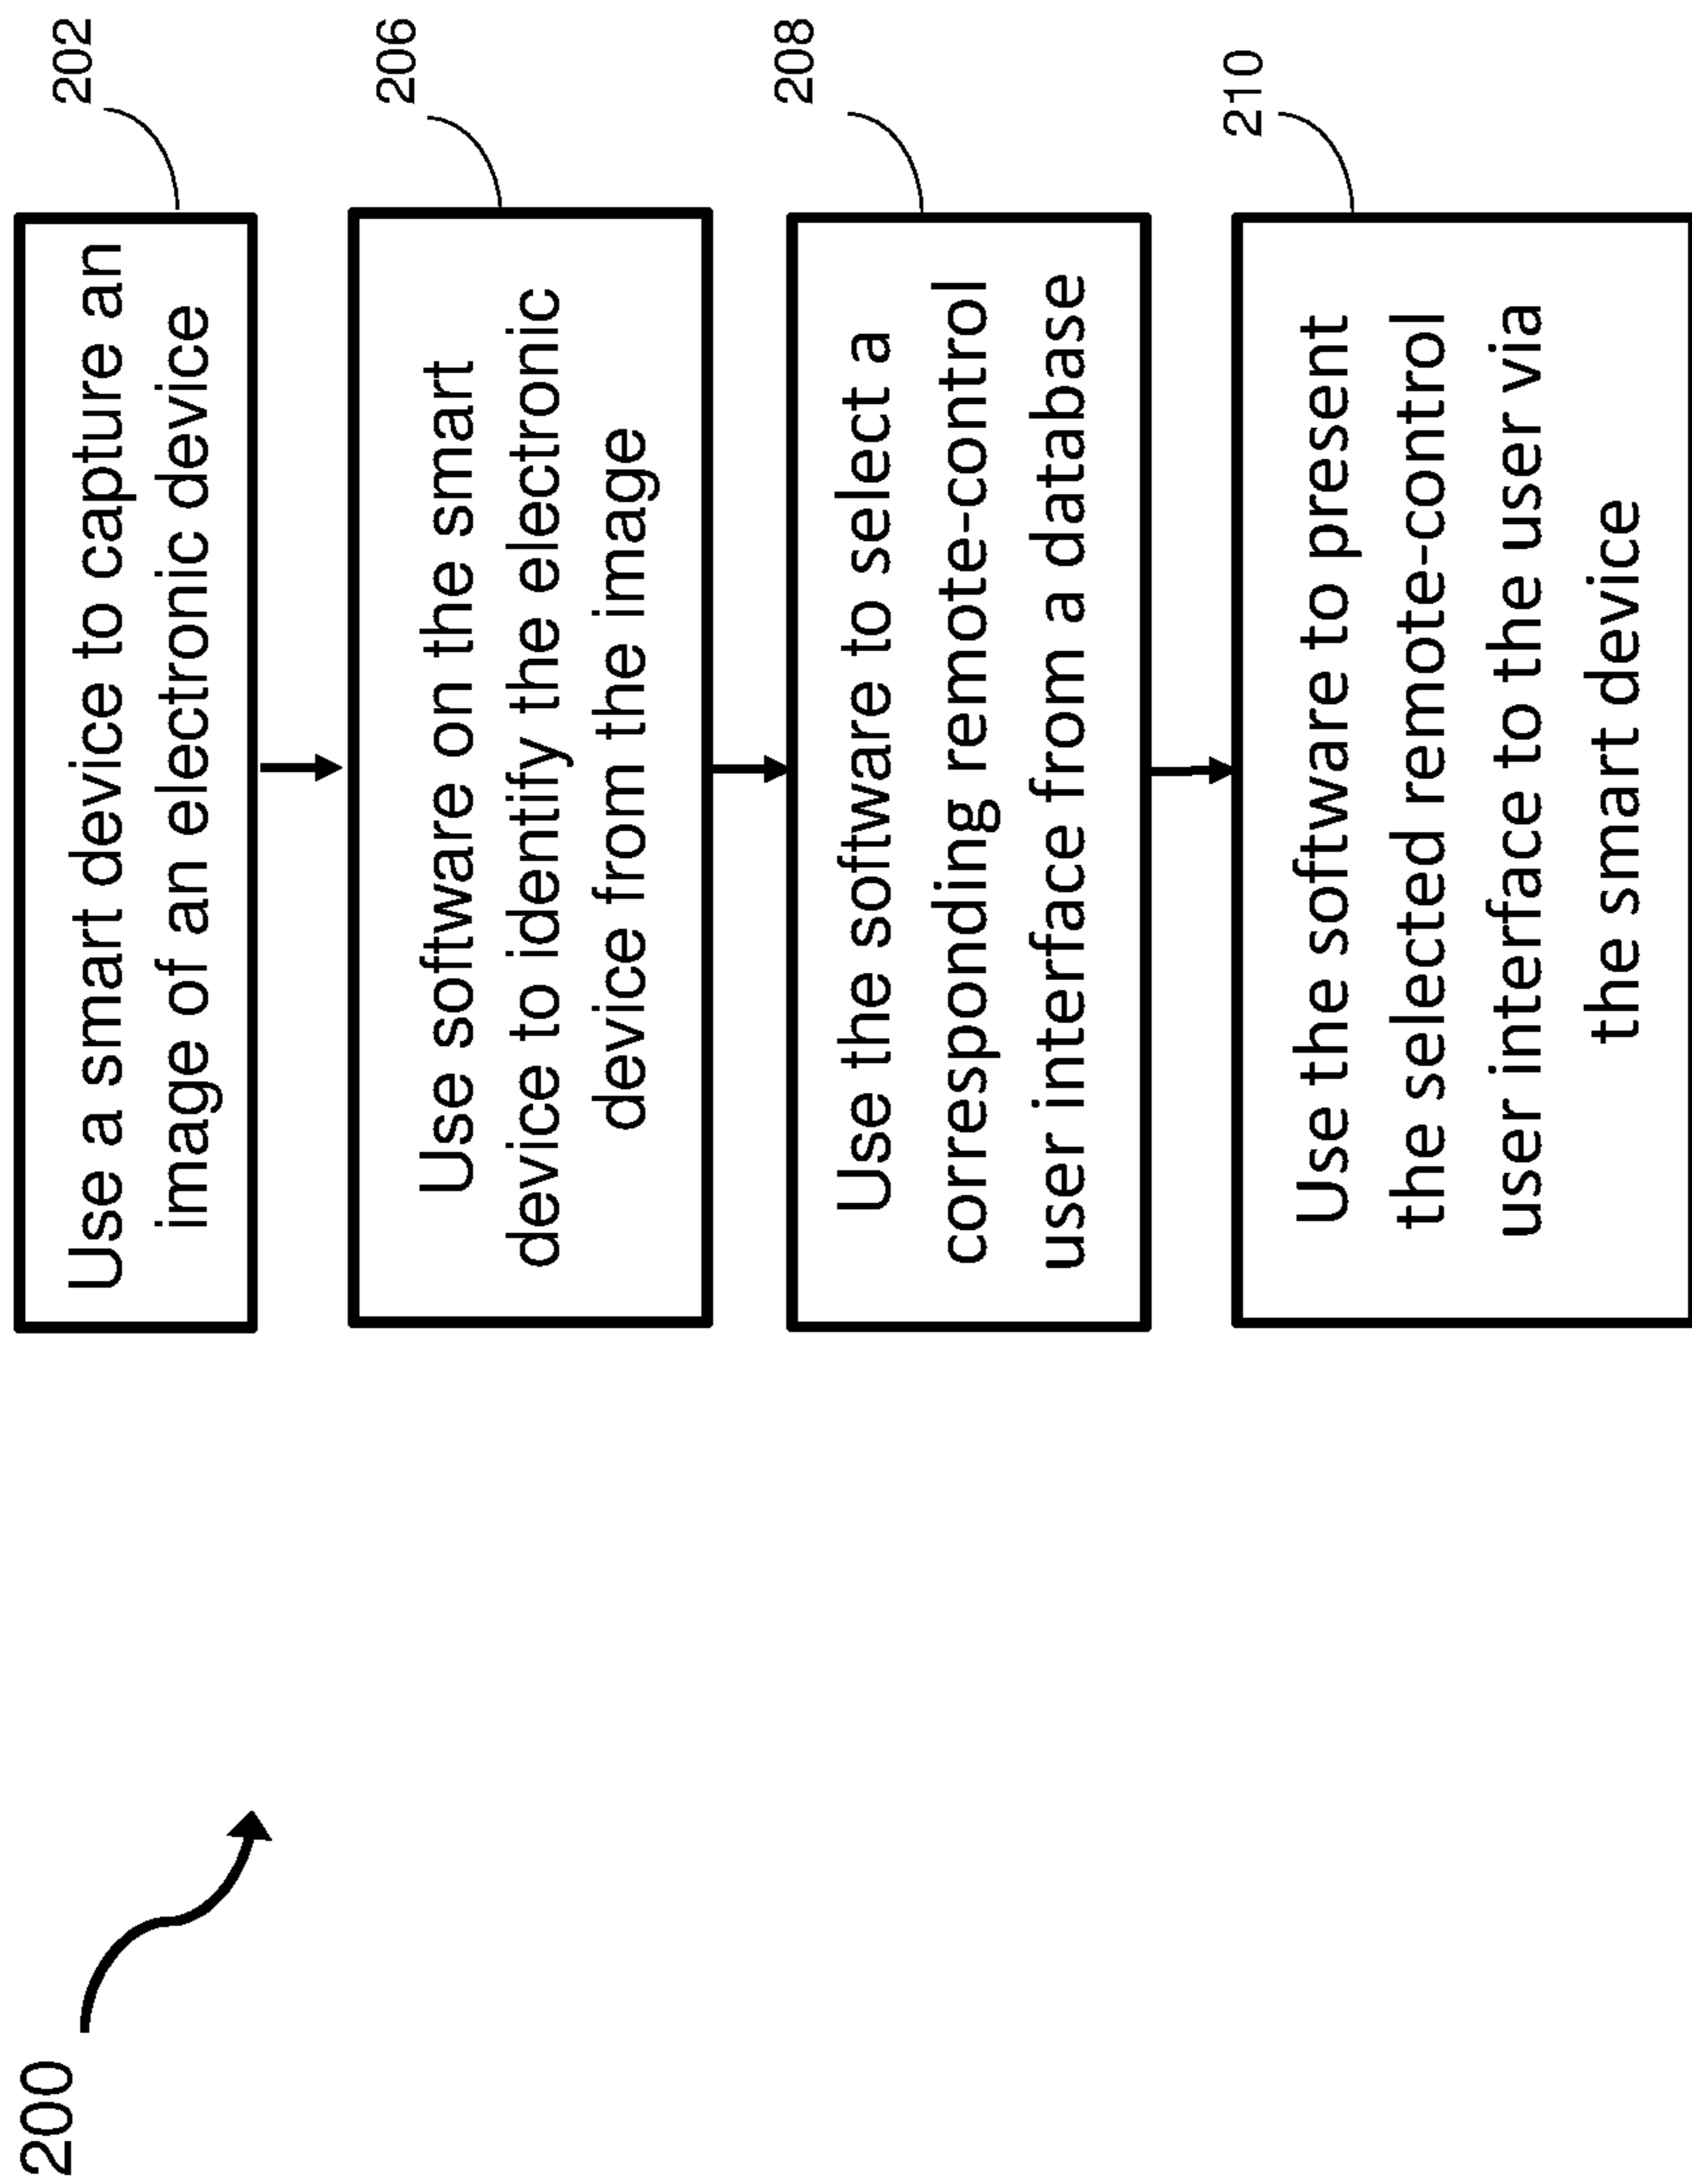 200
202
Use a smart device to capture an
image of an electronic device
206
Use software on the smart
device to identify the electronic
device from the image
208
Use the software to select a
corresponding remote-control
user interface from a database
210
Use the software to present
the selected remote-control
user interface to the user via
the smart device